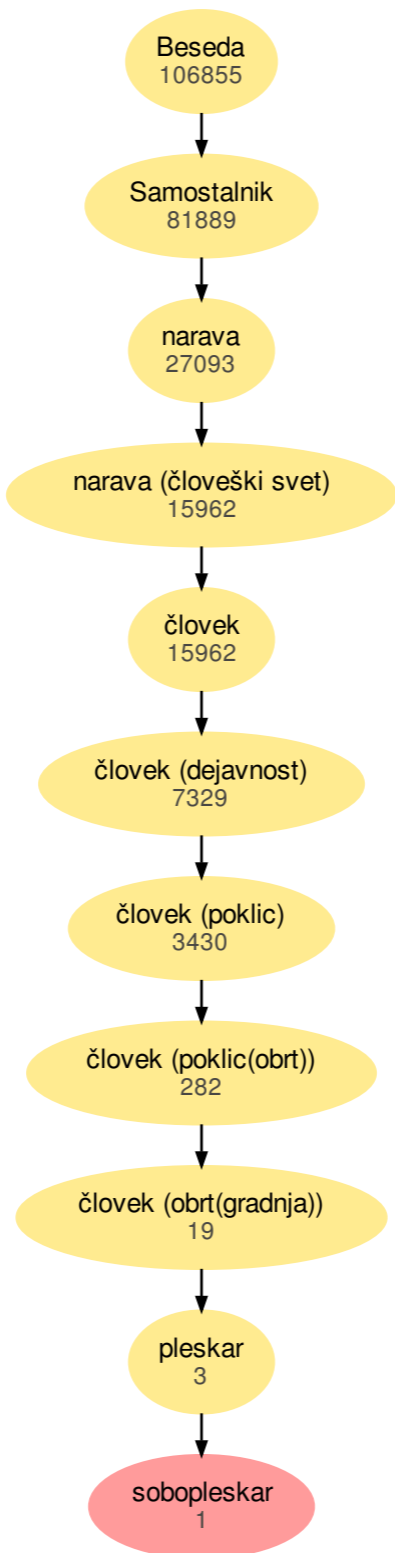 Beseda
106855
Samostalnik
81889
narava
27093
narava (človeški svet)
15962
človek
15962
človek (dejavnost)
7329
človek (poklic)
3430
človek (poklic(obrt))
282
človek (obrt(gradnja))
19
pleskar
3
sobopleskar
1